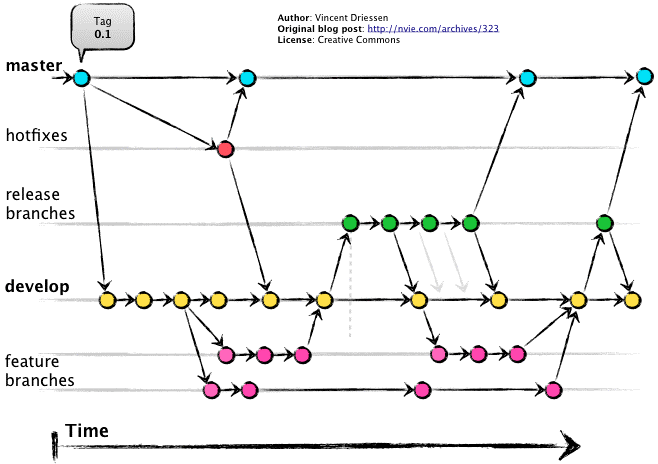 Tag
0.1
Author: Vincent Driessen
Original blog post: http://nvie.com/archives/323
License: Creative Commons
master
hotfixes
release
branches
develop
feature
branches
Time